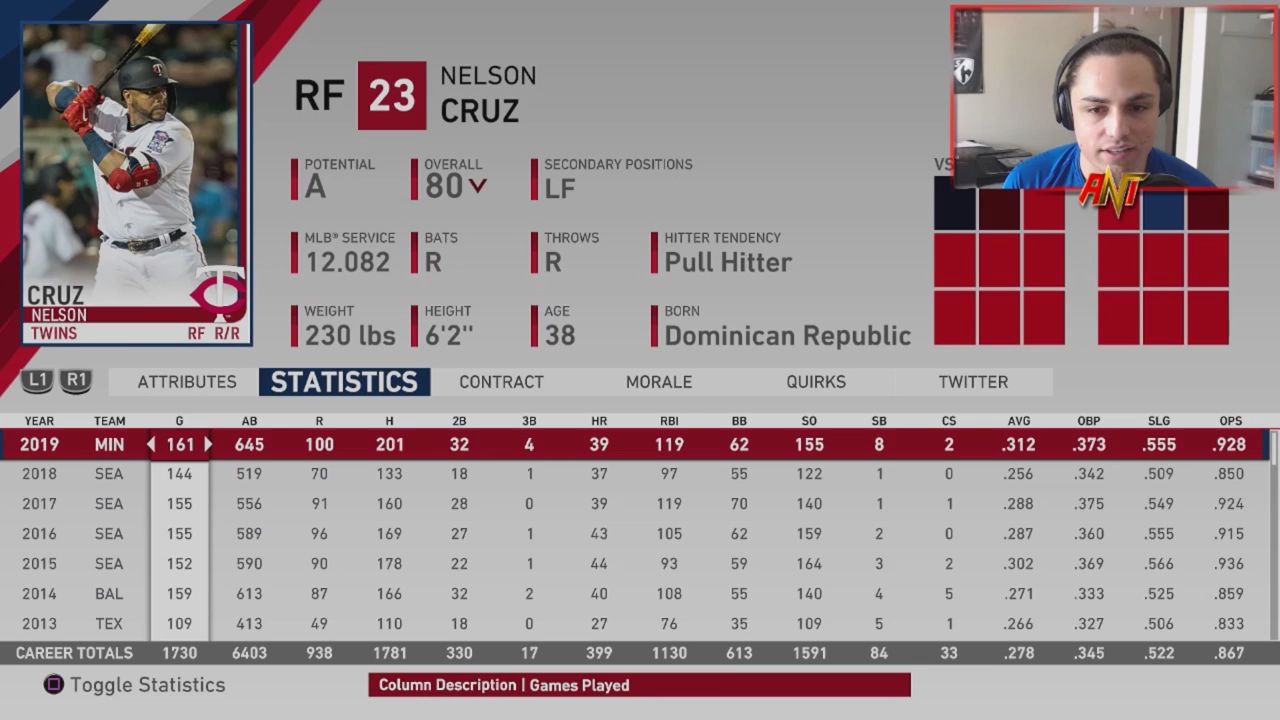 RF 23 NELSON
CRUZ
POTENTIAL OVERALL SECONDARY POSITIONS
A 80 LF
MLB® SERVICE BATS THROWS HITTER TENDENCY
12.082 R R Pull Hitter
WEIGHT HEIGHT AGE BORN
230 lbs 6'2" 38 Dominican Republic
CRUZ
NELSON
TWINS RF R/R
VS
ANT
L1 R1 ATTRIBUTES STATISTICS CONTRACT MORALE QUIRKS TWITTER
YEAR TEAM G AB R H 2B 3B HR RBI BB SO SB CS AVG OBP SLG OPS
2019 MIN 161 645 100 201 32 4 39 119 62 155 8 2 .312 .373 .555 .928
2018 SEA 144 519 70 133 18 1 37 97 55 122 1 0 .256 .342 .509 .850
2017 SEA 155 556 91 160 28 0 39 119 70 140 1 1 .288 .375 .549 .924
2016 SEA 155 589 96 169 27 1 43 105 62 159 2 0 .287 .360 .555 .915
2015 SEA 152 590 90 178 22 1 44 93 59 164 3 2 .302 .369 .566 .936
2014 BAL 159 613 87 166 32 2 40 108 55 140 4 5 .271 .333 .525 .859
2013 TEX 109 413 49 110 18 0 27 76 35 109 5 1 .266 .327 .506 .833
CAREER TOTALS 1730 6403 938 1781 330 17 399 1130 613 1591 84 33 .278 .345 .522 .867
Toggle Statistics Column Description | Games Played